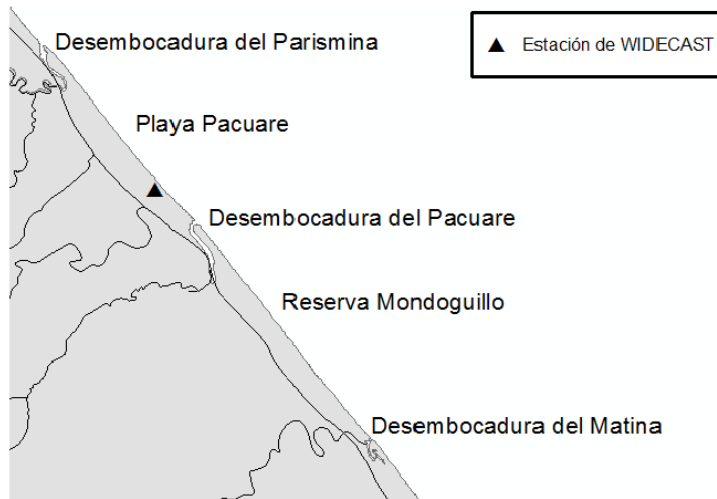 Desembocadura del Parismina
Estación de WIDECAST
Playa Pacuare
Desembocadura del Pacuare
Reserva Mondoguillo
Desembocadura del Matina